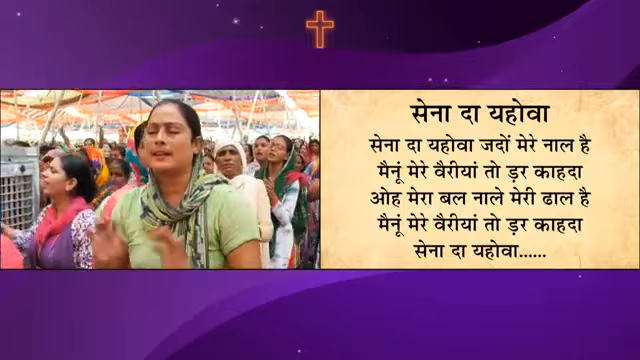 सेना दा यहोवा
सेना दा यहोवा जदों मेरे नाल है
मैनूं मेरे वैरीयां तो ड़र काहदा
ओह मेरा बल नाले मेरी ढाल है
मैनूं मेरे वैरीयां तो ड़र काहदा
सेना दा यहोवा......